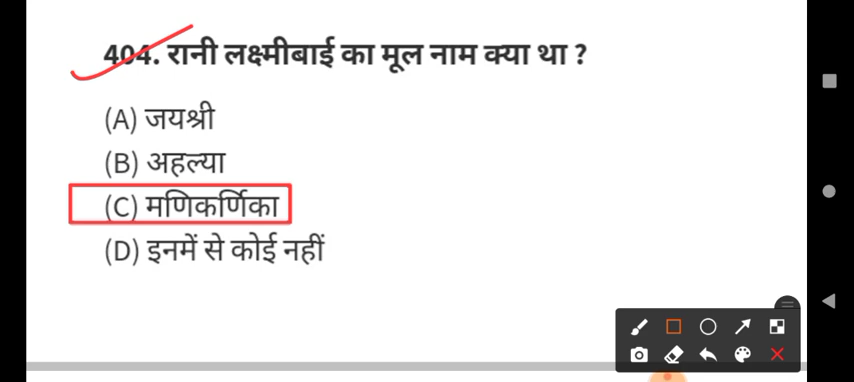 404. रानी लक्ष्मीबाई का मूल नाम क्या था ?
(A) जयश्री
(B) अहल्या
(C) मणिकर्णिका
(D) इनमें से कोई नहीं